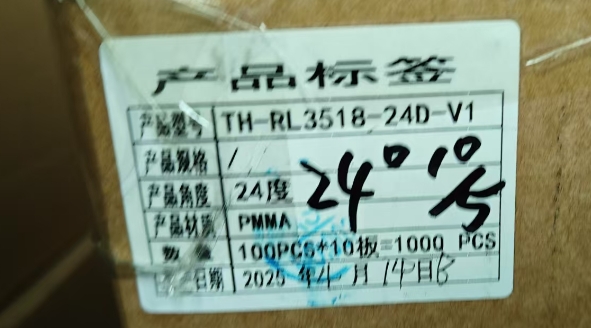 产品标签
产品型号 TH-RL3518-24D-V1
产品规格 /
产品角度 24度
产品材质 PMMA
数量 100PCS*10板=1000 PCS
日期 2025 年4月14日
24°